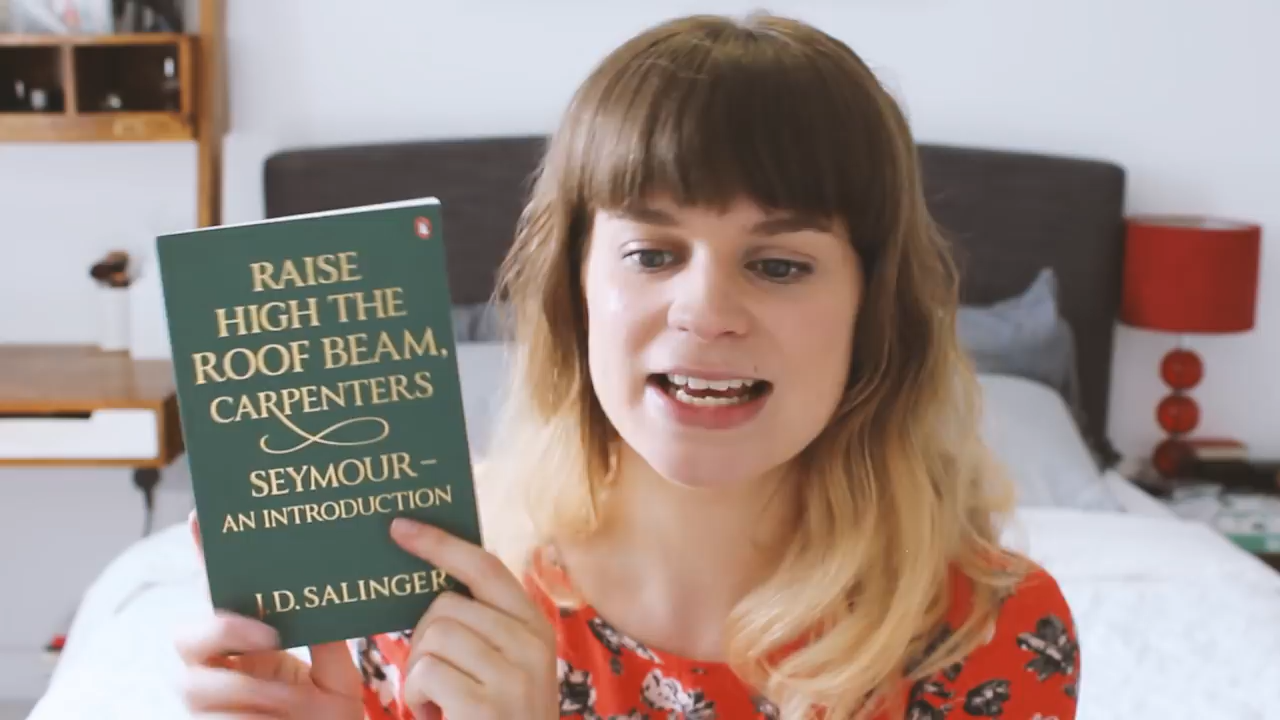 RAISE
HIGH THE
ROOF BEAM,
CARPENTERS
SEYMOUR–
AN INTRODUCTION
J.D. SALINGER